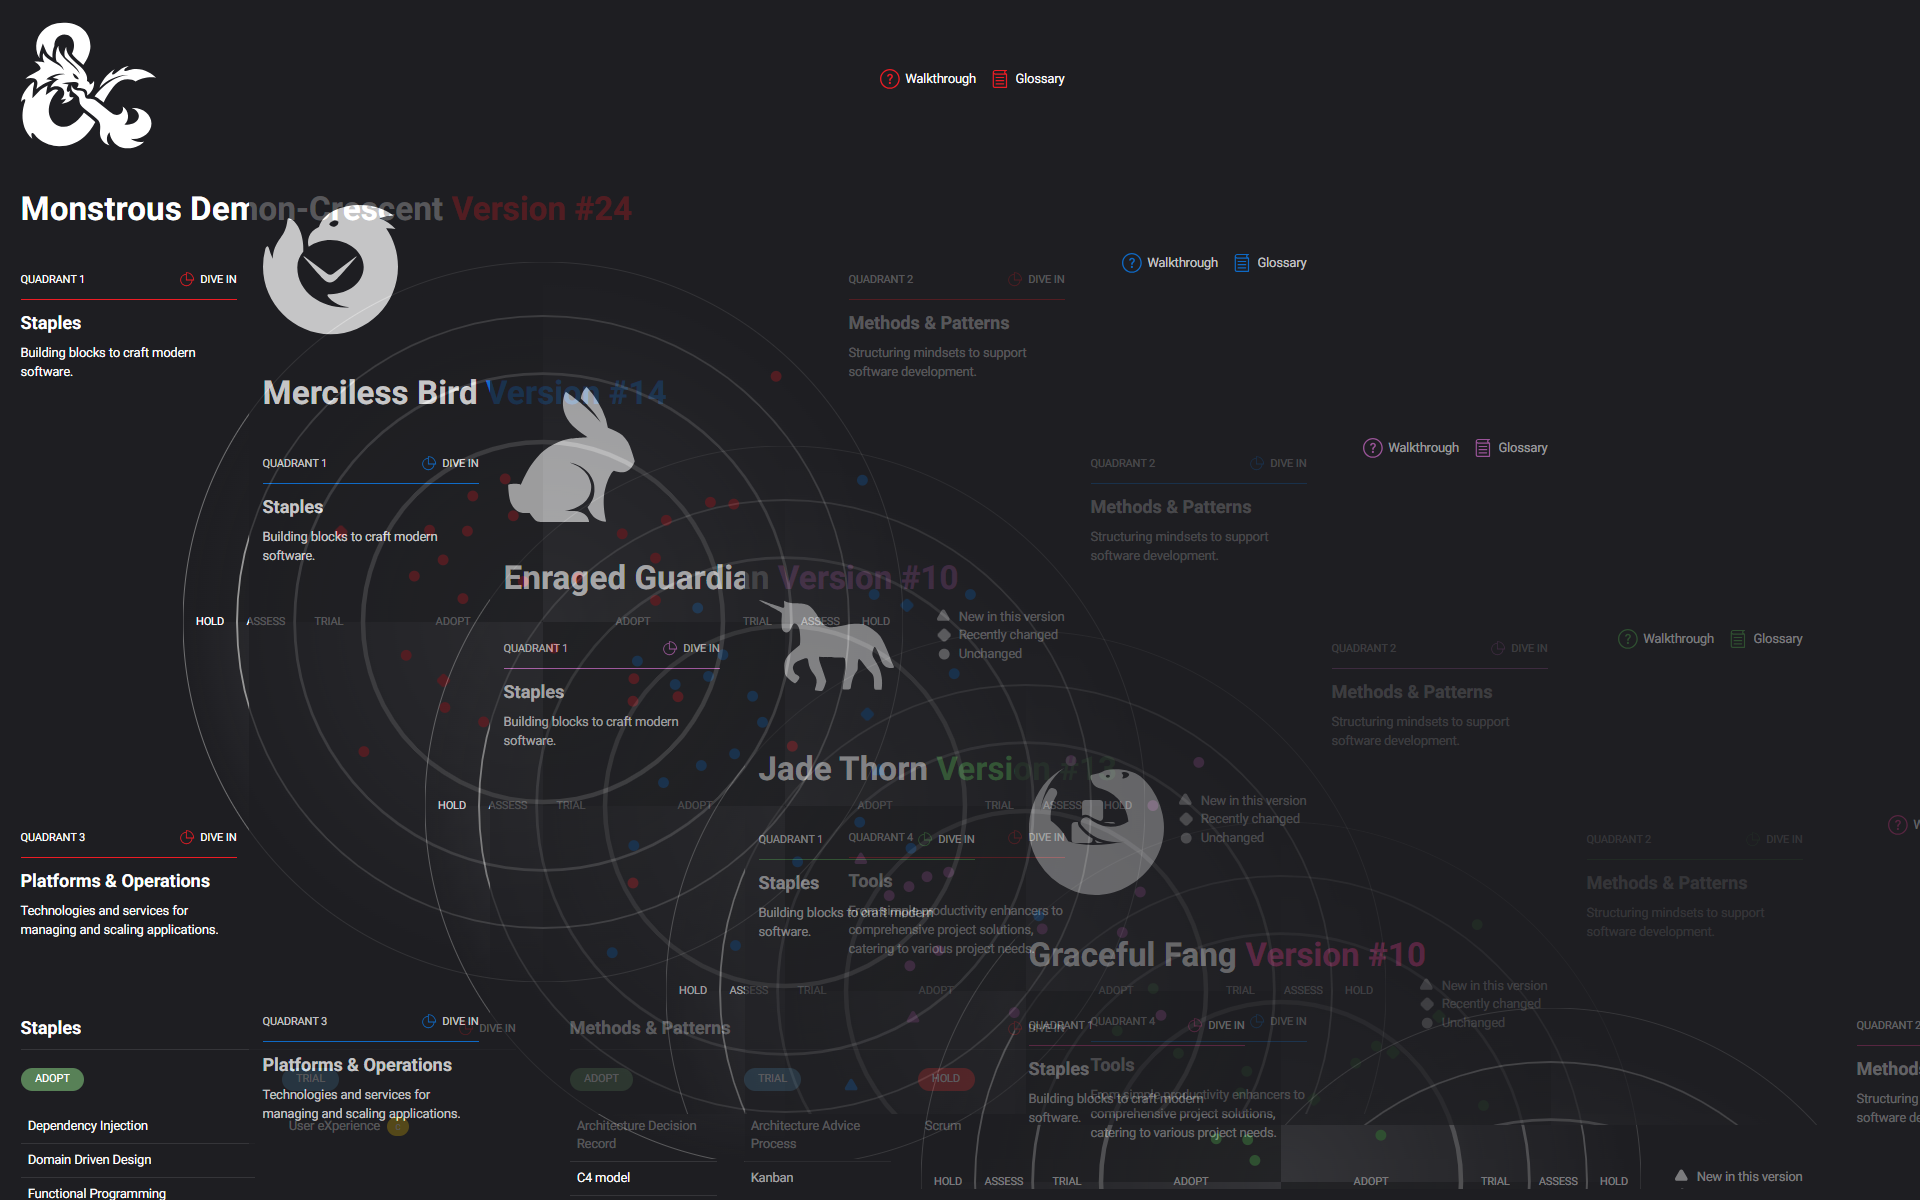 Walkthrough Glossary
Monstrous Demon-Crescent Version #24
QUADRANT 1 DIVE IN
Staples
Building blocks to craft modern
software.
QUADRANT 2 DIVE IN
Methods & Patterns
Structuring mindsets to support
software development.
HOLD ASSESS TRIAL ADOPT ADOPT TRIAL ASSESS HOLD
New in this version
Recently changed
Unchanged
QUADRANT 3 DIVE IN
Platforms & Operations
Technologies and services for
managing and scaling applications.
QUADRANT 4 DIVE IN
Tools
From simple productivity enhancers to
comprehensive project solutions,
catering to various project needs.
Staples
DIVE IN
ADOPT
TRIAL
Dependency Injection
Domain Driven Design
Functional Programming
User eXperience
Methods & Patterns
DIVE IN
ADOPT TRIAL HOLD
Architecture Decision
Record
C4 model
Architecture Advice
Process
Kanban
Scrum
Walkthrough Glossary
Merciless Bird Version #14
QUADRANT 1 DIVE IN
Staples
Building blocks to craft modern
software.
QUADRANT 2 DIVE IN
Methods & Patterns
Structuring mindsets to support
software development.
HOLD ASSESS TRIAL ADOPT ADOPT TRIAL ASSESS HOLD
New in this version
Recently changed
Unchanged
QUADRANT 3 DIVE IN
Platforms & Operations
Technologies and services for
managing and scaling applications.
QUADRANT 4 DIVE IN
Tools
From simple productivity enhancers to
comprehensive project solutions,
catering to various project needs.
Walkthrough Glossary
Enraged Guardian Version #10
QUADRANT 1 DIVE IN
Staples
Building blocks to craft modern
software.
QUADRANT 2 DIVE IN
Methods & Patterns
Structuring mindsets to support
software development.
HOLD ASSESS TRIAL ADOPT ADOPT TRIAL ASSESS HOLD
New in this version
Recently changed
Unchanged
Walkthrough Glossary
Jade Thorn Version #13
QUADRANT 1 DIVE IN
Staples
Building blocks to craft modern
software.
QUADRANT 2 DIVE IN
Methods & Patterns
Structuring mindsets to support
software development.
HOLD ASSESS TRIAL ADOPT ADOPT TRIAL ASSESS HOLD
New in this version
W
Graceful Fang Version #10
QUADRANT 1 DIVE IN
Staples
Building blocks to craft modern
software.
QUADRANT 2
Method
Structuring
software de